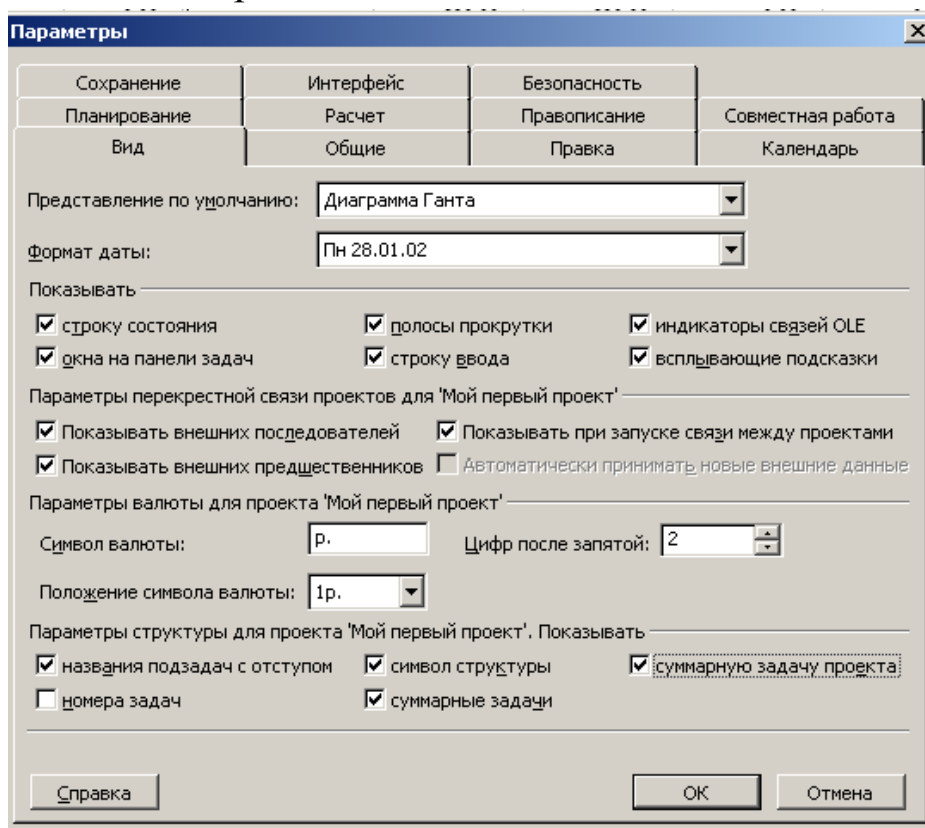 Параметры
Сохранение Интерфейс Безопасность
Планирование Расчет Правописание Совместная работа
Вид Общие Правка Календарь
Представление по умолчанию: Диаграмма Ганта
Формат даты: Пн 28.01.02
Показывать
строку состояния полосы прокрутки индикаторы связей OLE
окна на панели задач строку ввода всплывающие подсказки
Параметры перекрестной связи проектов для 'Мой первый проект'
Показывать внешних последователей Показывать при запуске связи между проектами
Показывать внешних предшественников Автоматически принимать новые внешние данные
Параметры валюты для проекта 'Мой первый проект'
Символ валюты: р. Цифр после запятой: 2
Положение символа валюты: 1р.
Параметры структуры для проекта 'Мой первый проект'. Показывать
названия подзадач с отступом символ структуры суммарную задачу проекта
номера задач суммарные задачи
Справка ОК Отмена